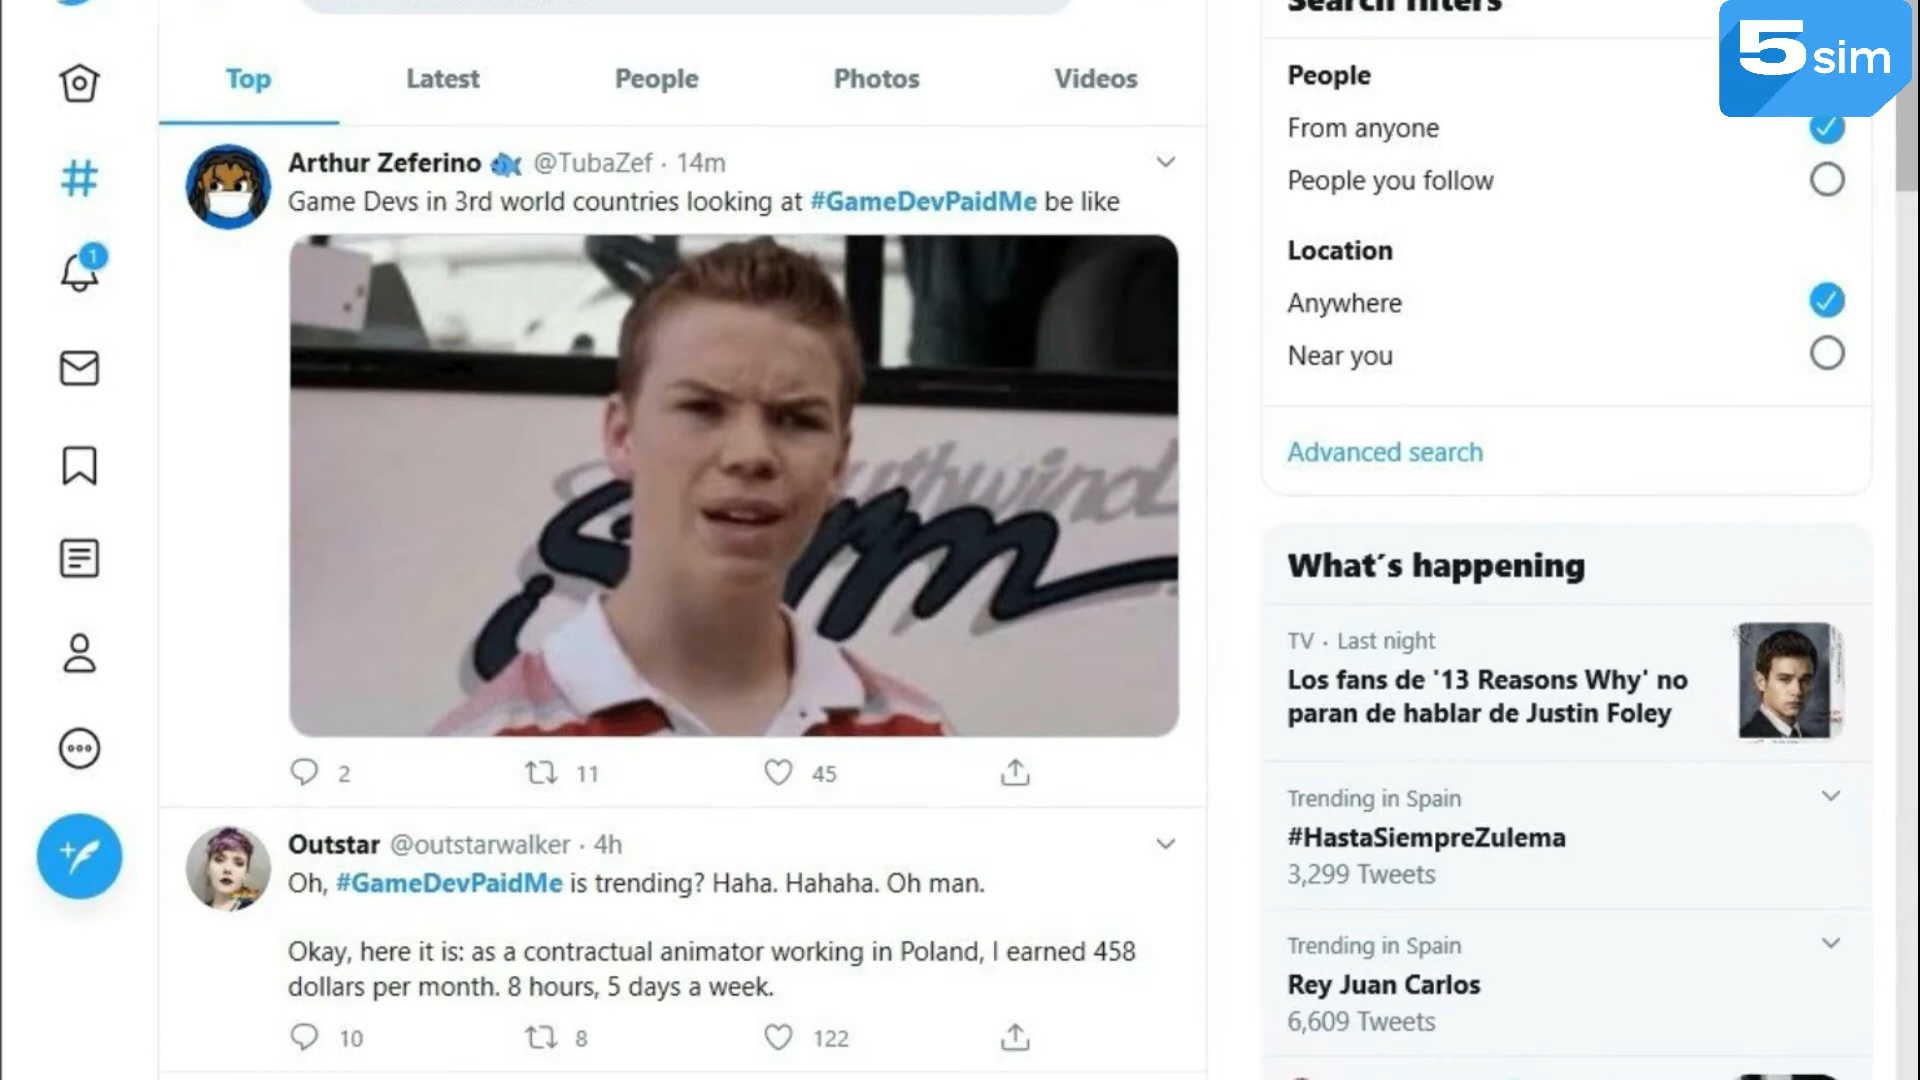 Search filters
5sim
Top
Latest
People
Photos
Videos
People
From anyone
People you follow
Location
Anywhere
Near you
Advanced search
1
Arthur Zeferino @TubaZef · 14m
Game Devs in 3rd world countries looking at #GameDevPaidMe be like
2
11
45
Outstar @outstarwalker · 4h
Oh, #GameDevPaidMe is trending? Haha. Hahaha. Oh man.
Okay, here it is: as a contractual animator working in Poland, I earned 458
dollars per month. 8 hours, 5 days a week.
10
8
122
What´s happening
TV · Last night
Los fans de '13 Reasons Why' no
paran de hablar de Justin Foley
Trending in Spain
#HastaSiempreZulema
3,299 Tweets
Trending in Spain
Rey Juan Carlos
6,609 Tweets